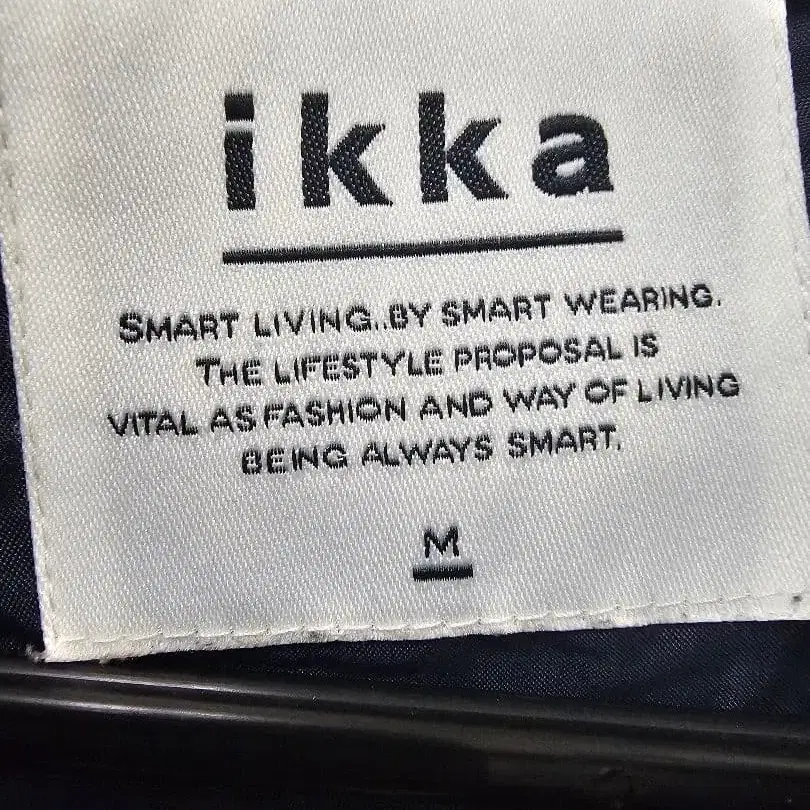 ikka
SMART LIVING..BY SMART WEARING.
THE LIFESTYLE PROPOSAL IS
VITAL AS FASHION AND WAY OF LIVING
BEING ALWAYS SMART.
M